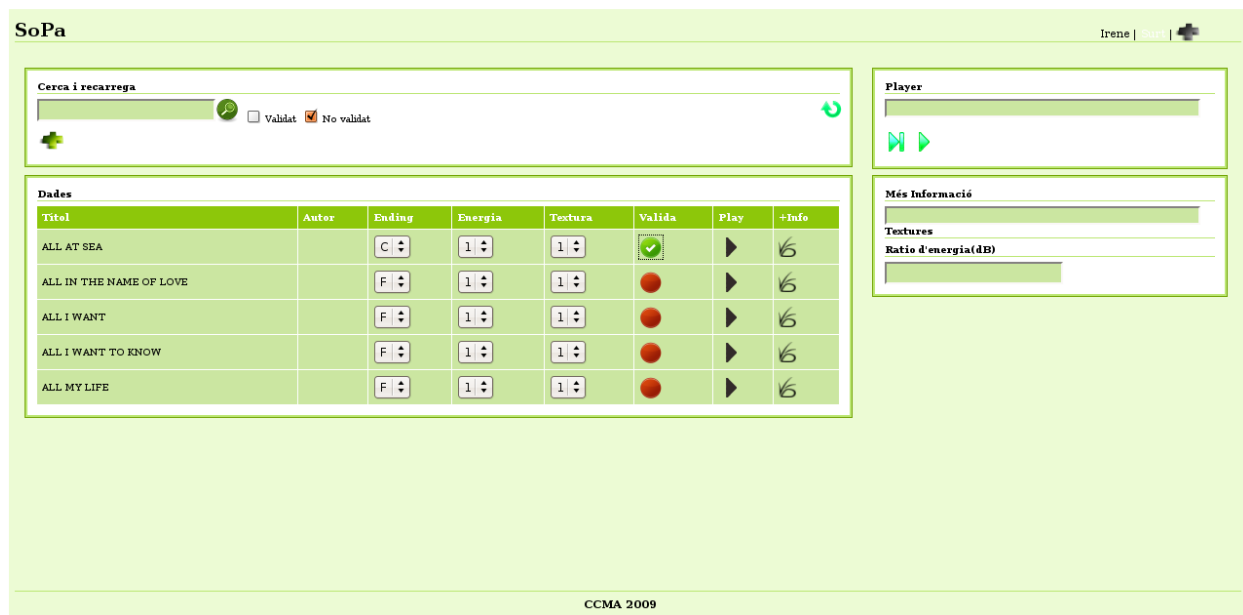 SoPa
Irene | Surt |
Cerca i recarrega
Validat No validat
Player
Dades
Títol Autor Ending Energia Textura Valida Play +Info
ALL AT SEA C 1 1
ALL IN THE NAME OF LOVE F 1 1
ALL I WANT F 1 1
ALL I WANT TO KNOW F 1 1
ALL MY LIFE F 1 1
Més Informació
Textures
Ratio d'energia(dB)
CCMA 2009